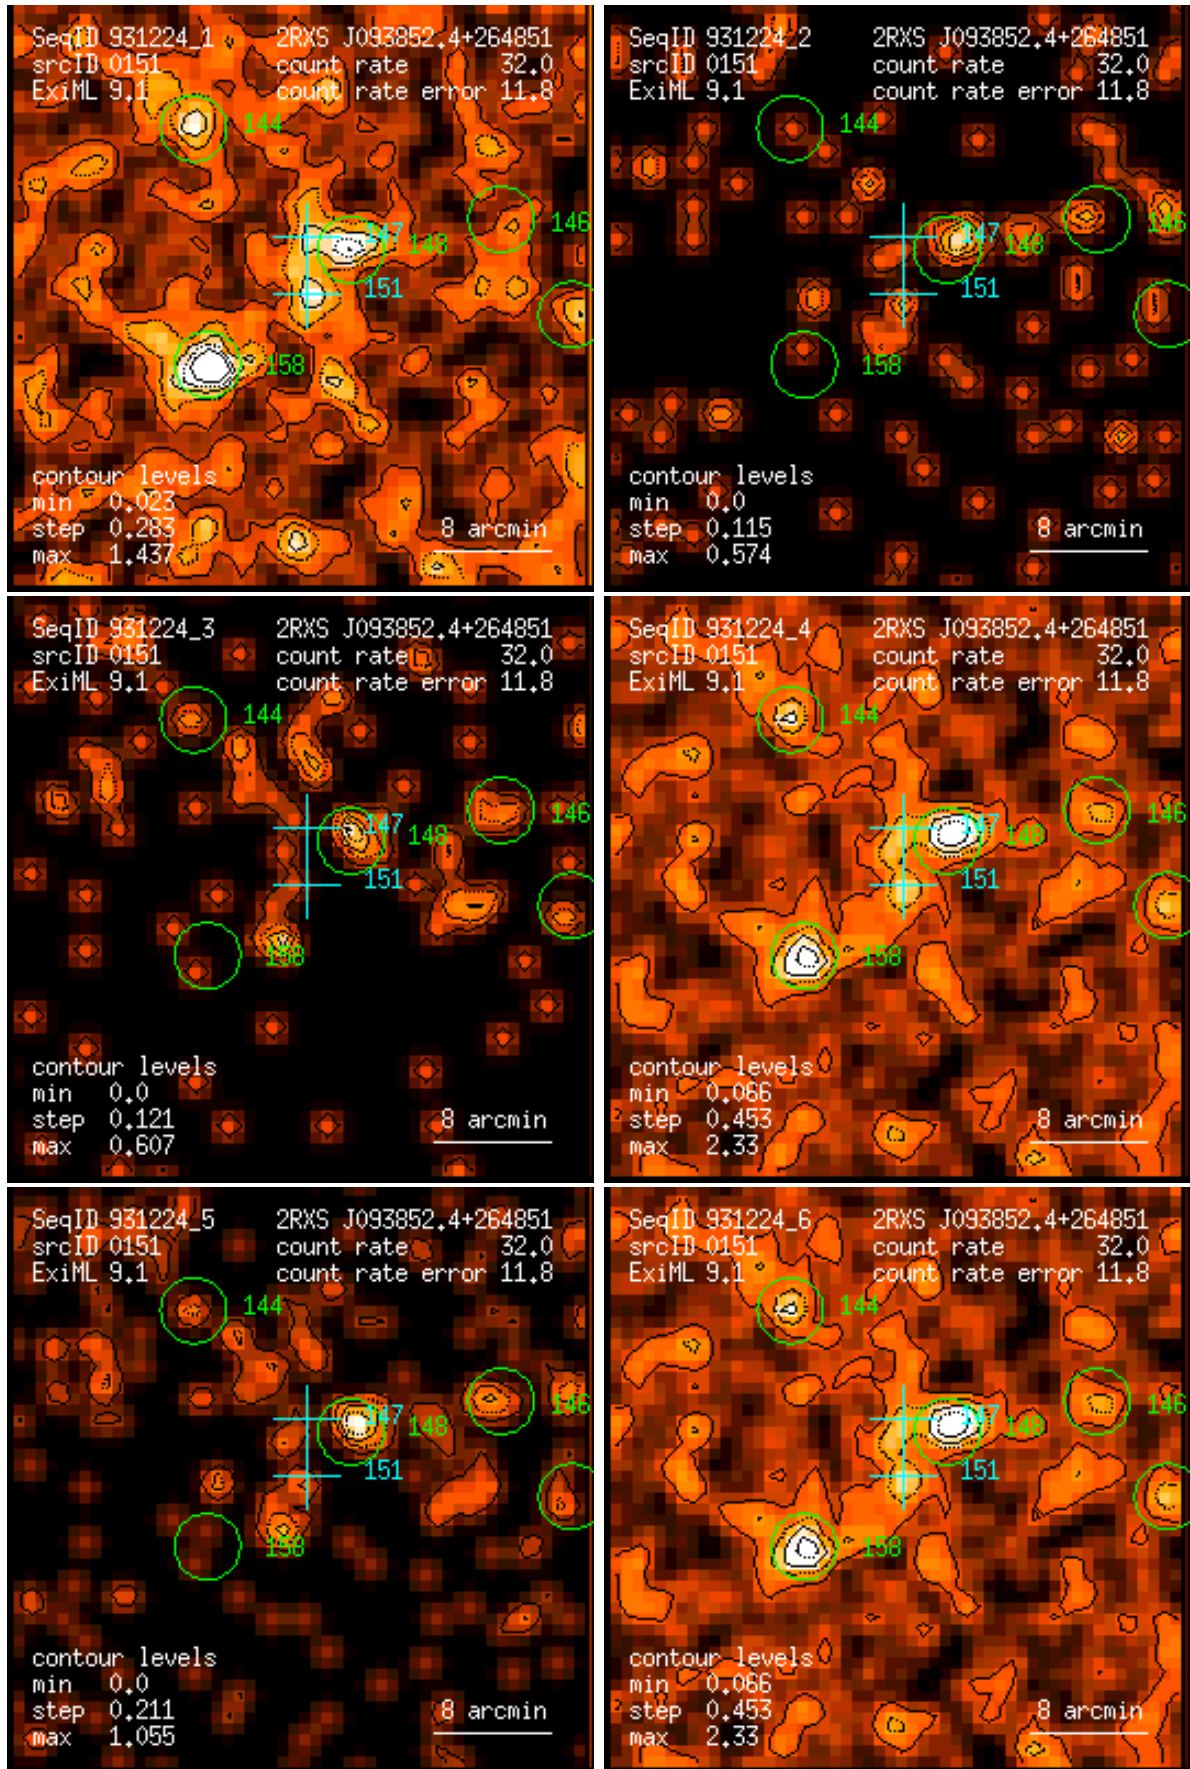 SeqID 931224_1 2RXS J093852.4+264851
srcID 0151 count rate 32.0
ExiML 9.1 count rate error 11.8
144
146
147
148
151
158
contour levels
min 0.023
step 0.283
max 1.437
8 arcmin
SeqID 931224_2 2RXS J093852.4+264851
srcID 0151 count rate 32.0
ExiML 9.1 count rate error 11.8
144
146
147
148
151
158
contour levels
min 0.0
step 0.115
max 0.574
8 arcmin
SeqID 931224_3 2RXS J093852.4+264851
srcID 0151 count rate 32.0
ExiML 9.1 count rate error 11.8
144
146
147
148
151
158
contour levels
min 0.0
step 0.121
max 0.607
8 arcmin
SeqID 931224_4 2RXS J093852.4+264851
srcID 0151 count rate 32.0
ExiML 9.1 count rate error 11.8
144
146
147
148
151
158
contour levels
min 0.066
step 0.453
max 2.33
8 arcmin
SeqID 931224_5 2RXS J093852.4+264851
srcID 0151 count rate 32.0
ExiML 9.1 count rate error 11.8
144
146
147
148
151
158
contour levels
min 0.0
step 0.211
max 1.055
8 arcmin
SeqID 931224_6 2RXS J093852.4+264851
srcID 0151 count rate 32.0
ExiML 9.1 count rate error 11.8
144
146
147
148
151
158
contour levels
min 0.066
step 0.453
max 2.33
8 arcmin